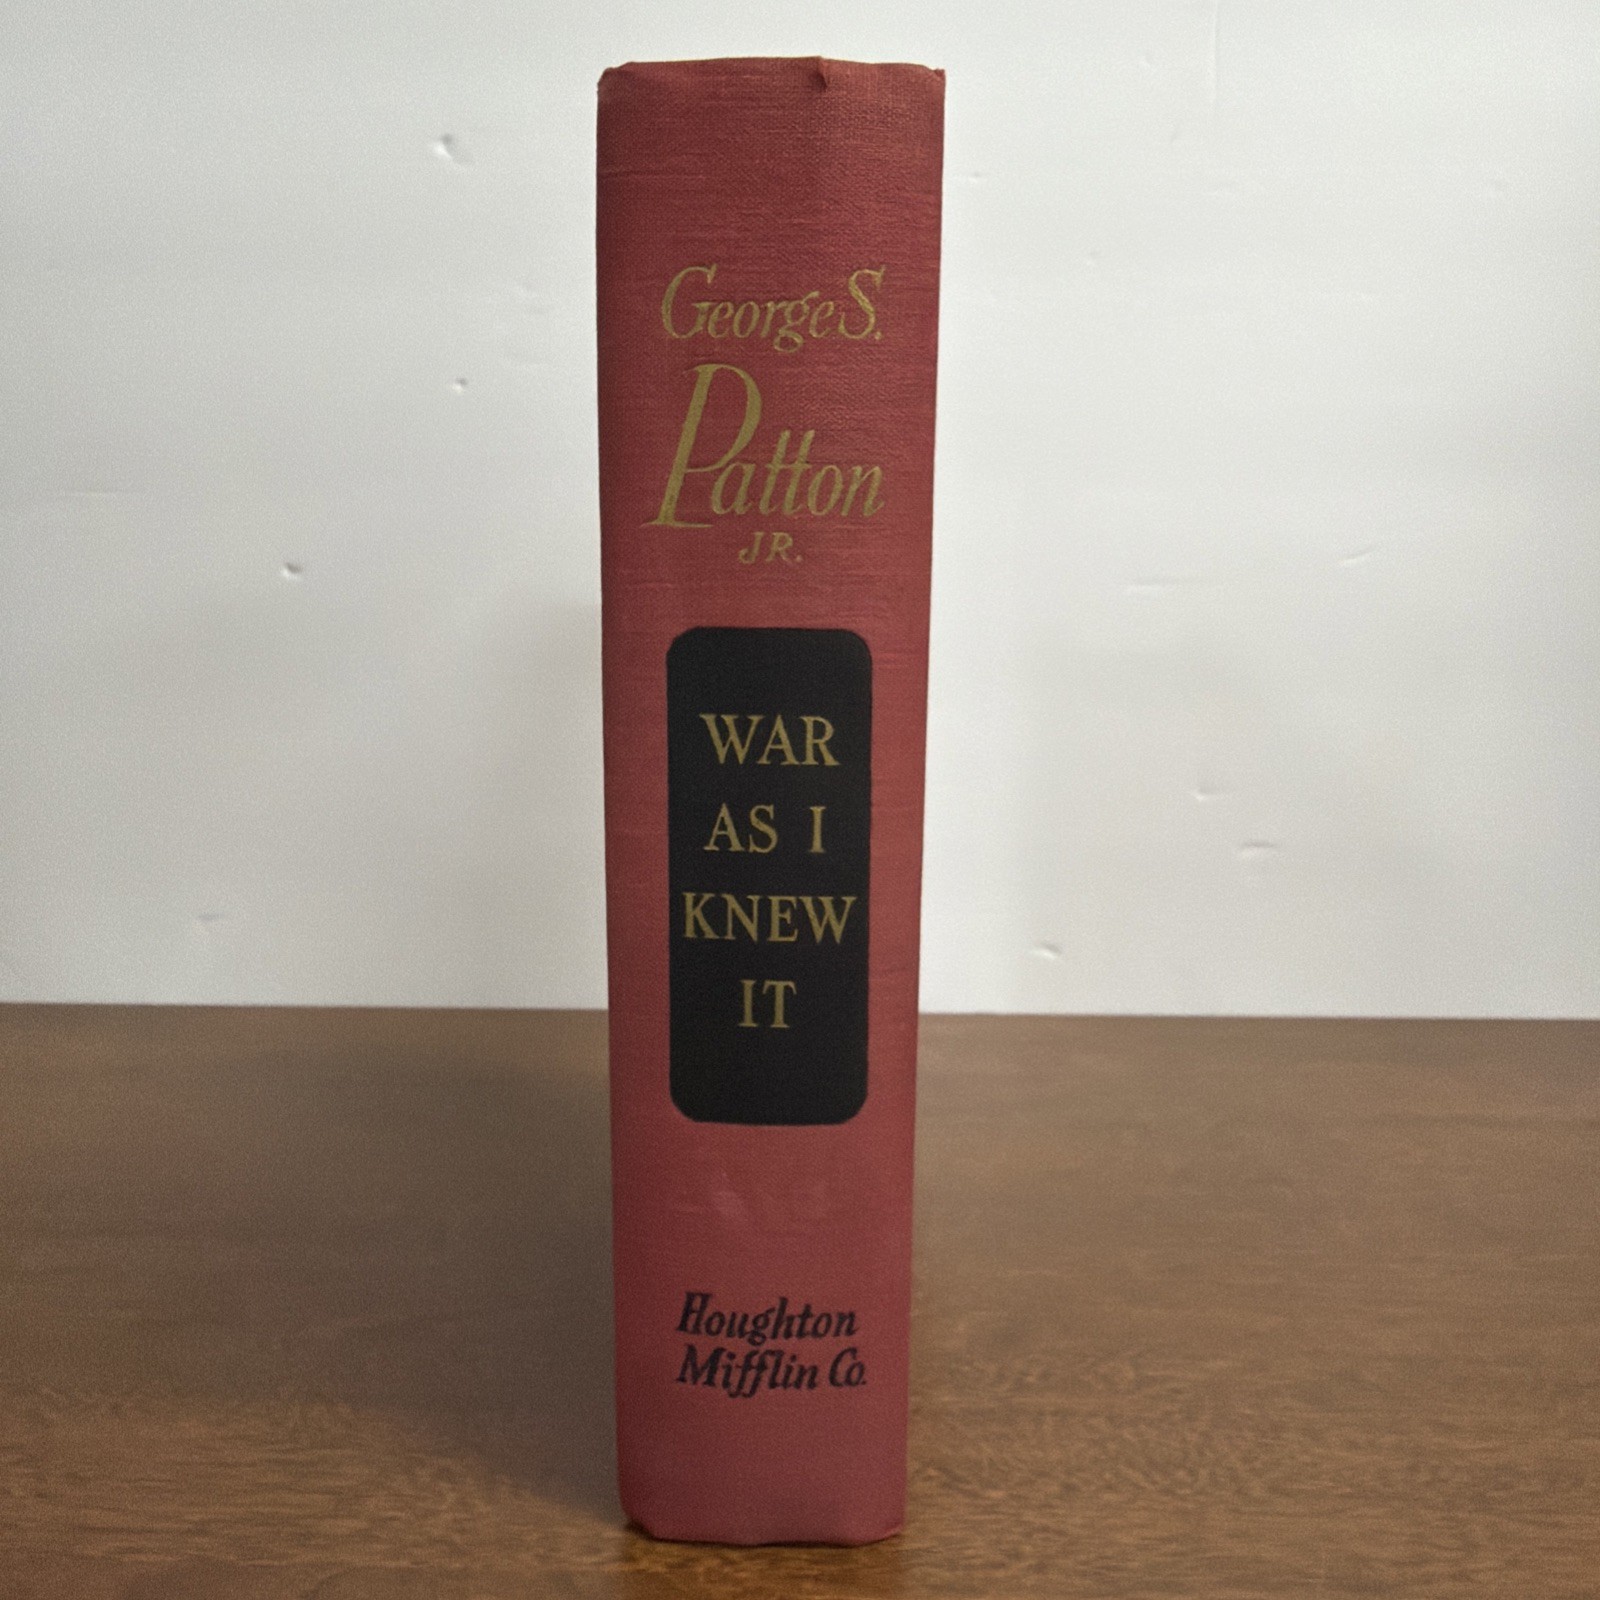 George S.
Patton
JR.
WAR
AS I
KNEW
IT
Houghton
Mifflin Co.